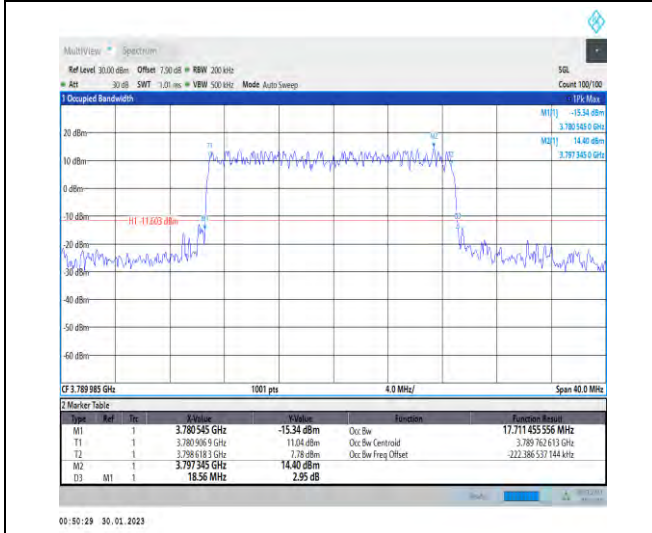 MultiView Spectrum
Ref Level 30.00 dBm Offset 7.90 dB RBW 200 kHz SGL
Att 30 dB SWT 1.01 ms VBW 500 kHz Mode Auto Sweep Count 100/100
1 Occupied Bandwidth 1Pk Max
M1[1] -15.34 dBm
3.780 545 0 GHz
20 dBm M2 M2[1] 14.40 dBm
T1 3.797 345 0 GHz
10 dBm T2
0 dBm
-10 dBm
H1 -11.603 dBm M1 D3
-20 dBm
-30 dBm
-40 dBm
-50 dBm
-60 dBm
CF 3.789 985 GHz 1001 pts 4.0 MHz/ Span 40.0 MHz
2 Marker Table
Type Ref Trc X-Value Y-Value Function Function Result
M1 1 3.780 545 GHz -15.34 dBm Occ Bw 17.711 455 556 MHz
T1 1 3.780 906 9 GHz 11.04 dBm Occ Bw Centroid 3.789 762 613 GHz
T2 1 3.798 618 3 GHz 7.78 dBm Occ Bw Freq Offset -222.386 537 144 kHz
M2 1 3.797 345 GHz 14.40 dBm
D3 M1 1 18.56 MHz 2.95 dB
00:50:29 30.01.2023